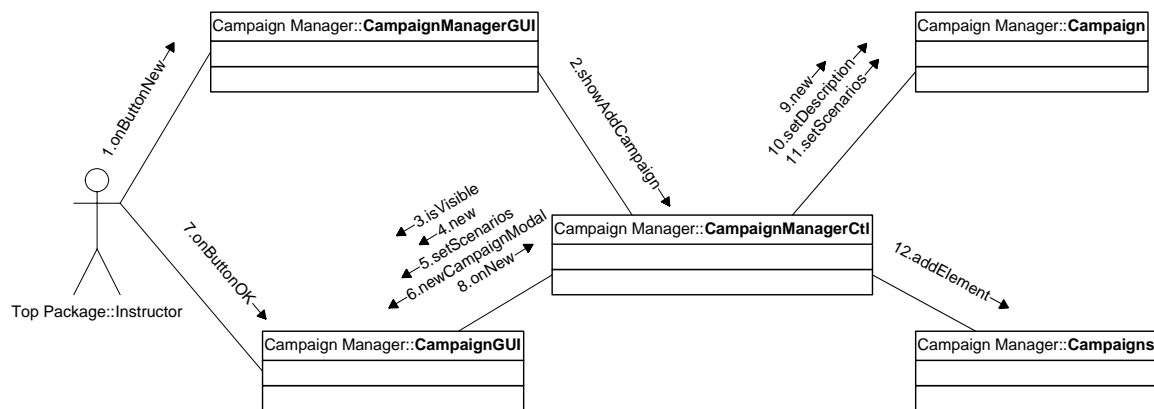 Campaign Manager::CampaignManagerGUI
Campaign Manager::Campaign
1.onButtonNew
2.showAddCampaign
9.new
10.setDescription
11.setScenarios
3.isVisible
4.new
5.setScenarios
6.newCampaignModal
8.onNew
Campaign Manager::CampaignManagerCtl
7.onButtonOK
12.addElement
Top Package::Instructor
Campaign Manager::CampaignGUI
Campaign Manager::Campaigns